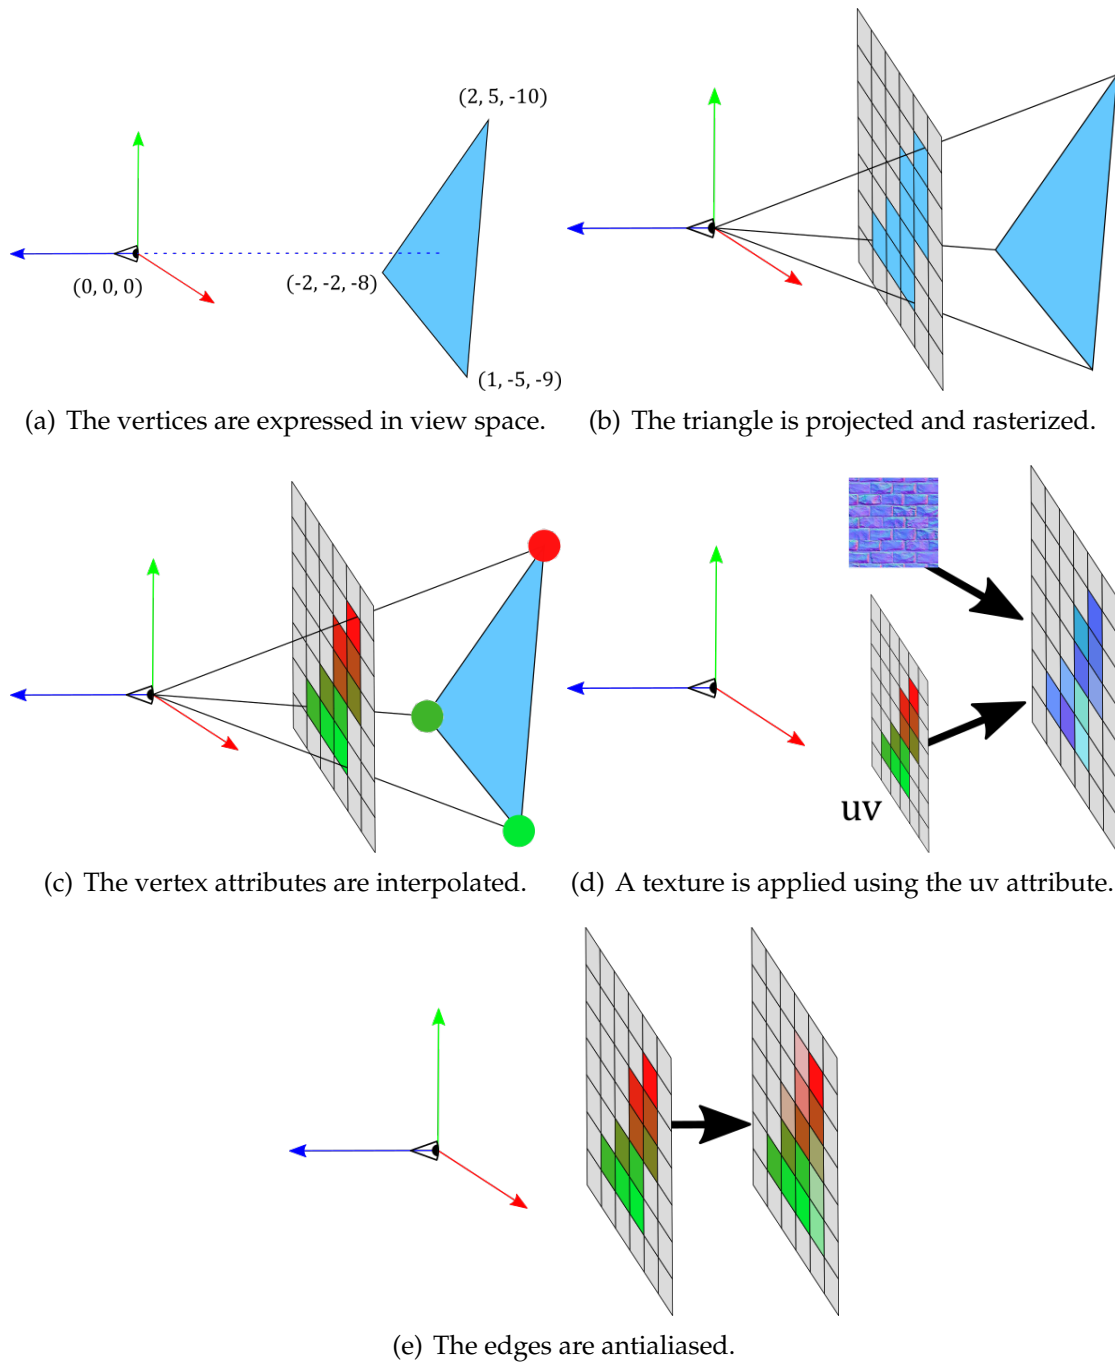 (2, 5, -10)
(0, 0, 0)
(-2, -2, -8)
(1, -5, -9)
(a) The vertices are expressed in view space.
(b) The triangle is projected and rasterized.
uv
(c) The vertex attributes are interpolated.
(d) A texture is applied using the uv attribute.
(e) The edges are antialiased.